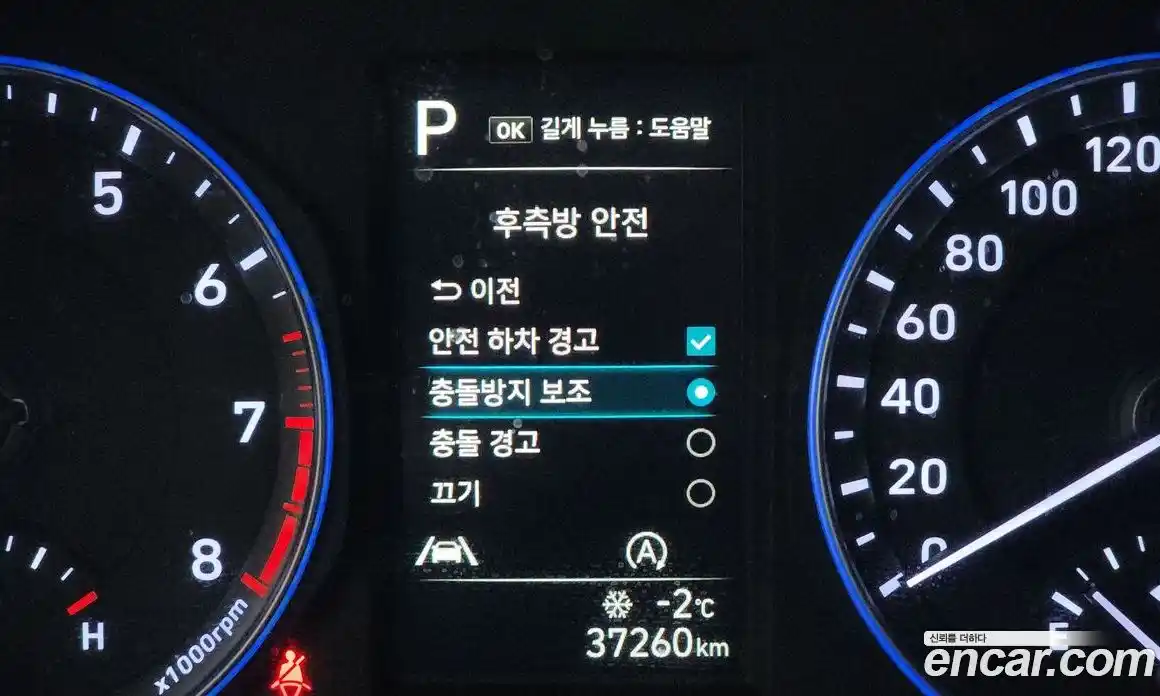 P
OK 길게 누름 : 도움말
후측방 안전
이전
안전 하차 경고
충돌방지 보조
충돌 경고
끄기
A
-2℃
37260km
5
6
7
8
x1000rpm
H
120
100
80
60
40
20
0
E
신뢰를 더하다
encar.com